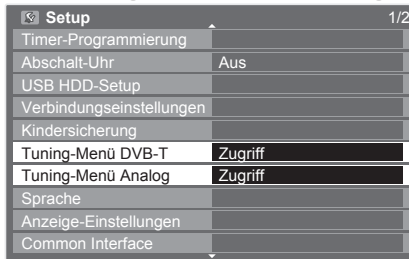 Setup 1/2
Timer-Programmierung
Abschalt-Uhr Aus
USB HDD-Setup
Verbindungseinstellungen
Kindersicherung
Tuning-Menü DVB-T Zugriff
Tuning-Menü Analog Zugriff
Sprache
Anzeige-Einstellungen
Common Interface